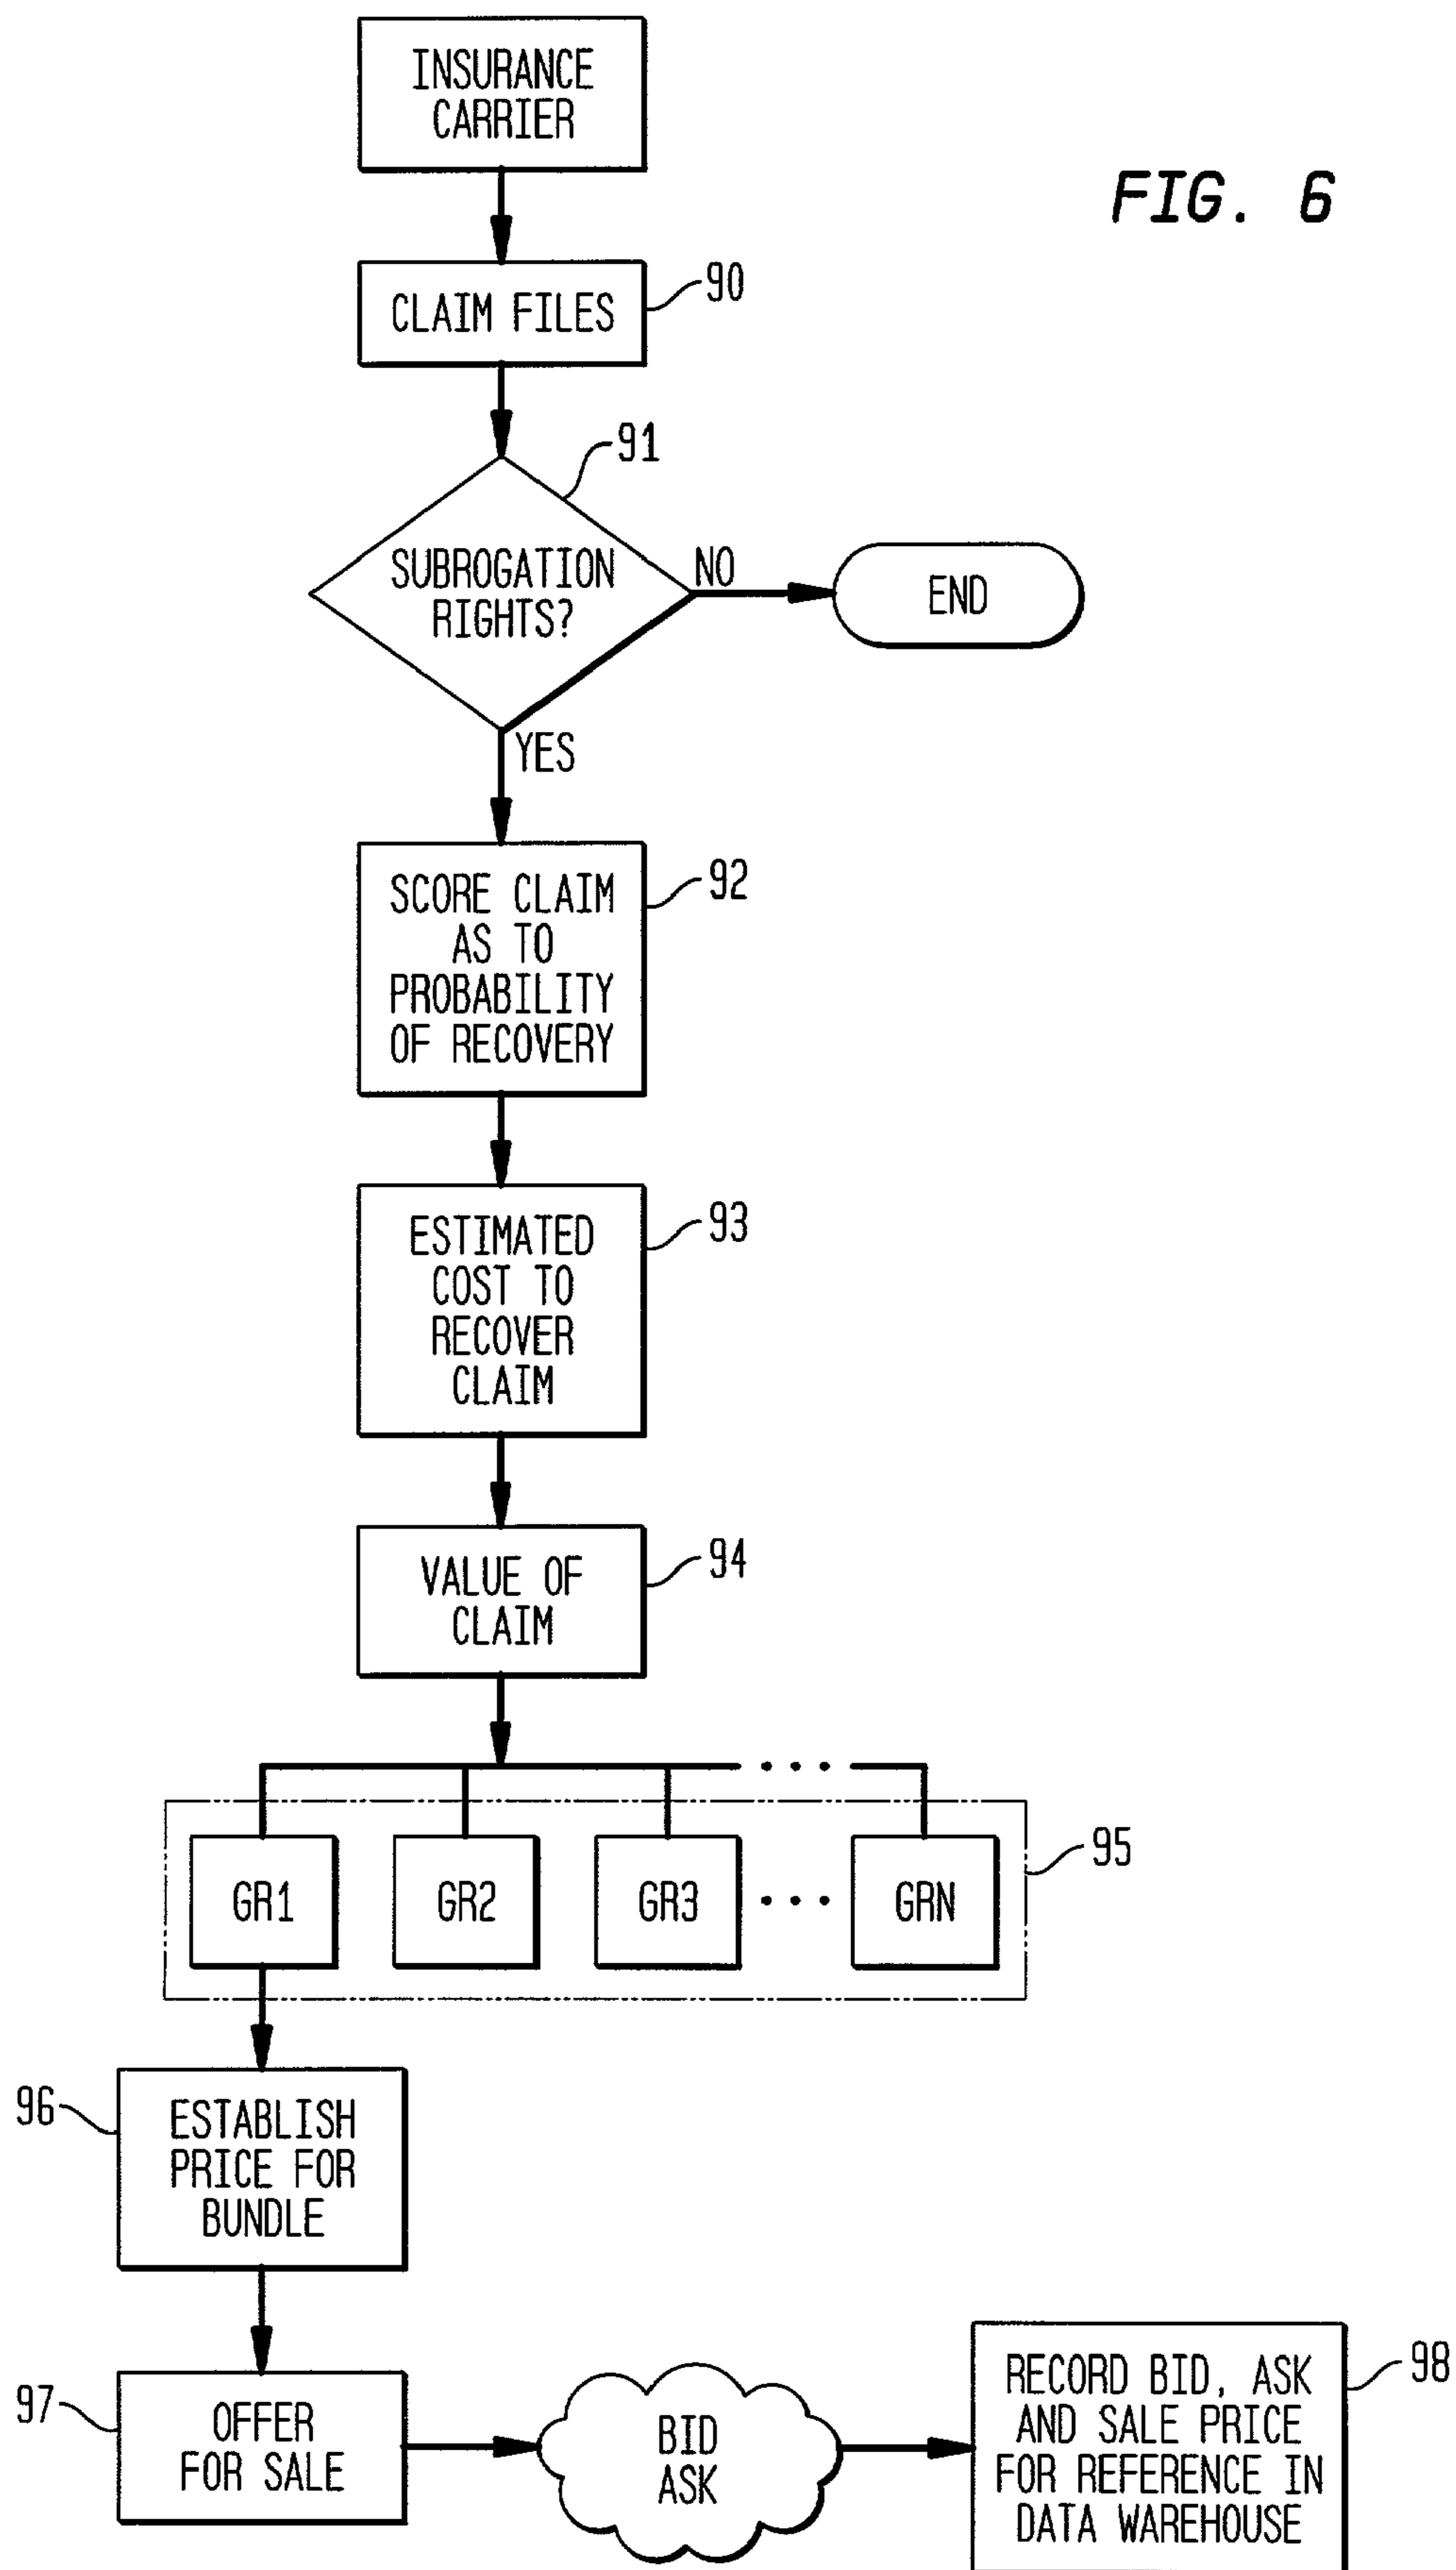 INSURANCE
CARRIER
FIG. 6
CLAIM FILES
90
91
SUBROGATION
RIGHTS?
NO
END
YES
SCORE CLAIM
AS TO
PROBABILITY
OF RECOVERY
92
ESTIMATED
COST TO
RECOVER
CLAIM
93
VALUE OF
CLAIM
94
GR1
GR2
GR3
• • •
GRN
95
96
ESTABLISH
PRICE FOR
BUNDLE
97
OFFER
FOR SALE
BID
ASK
RECORD BID, ASK
AND SALE PRICE
FOR REFERENCE IN
DATA WAREHOUSE
98